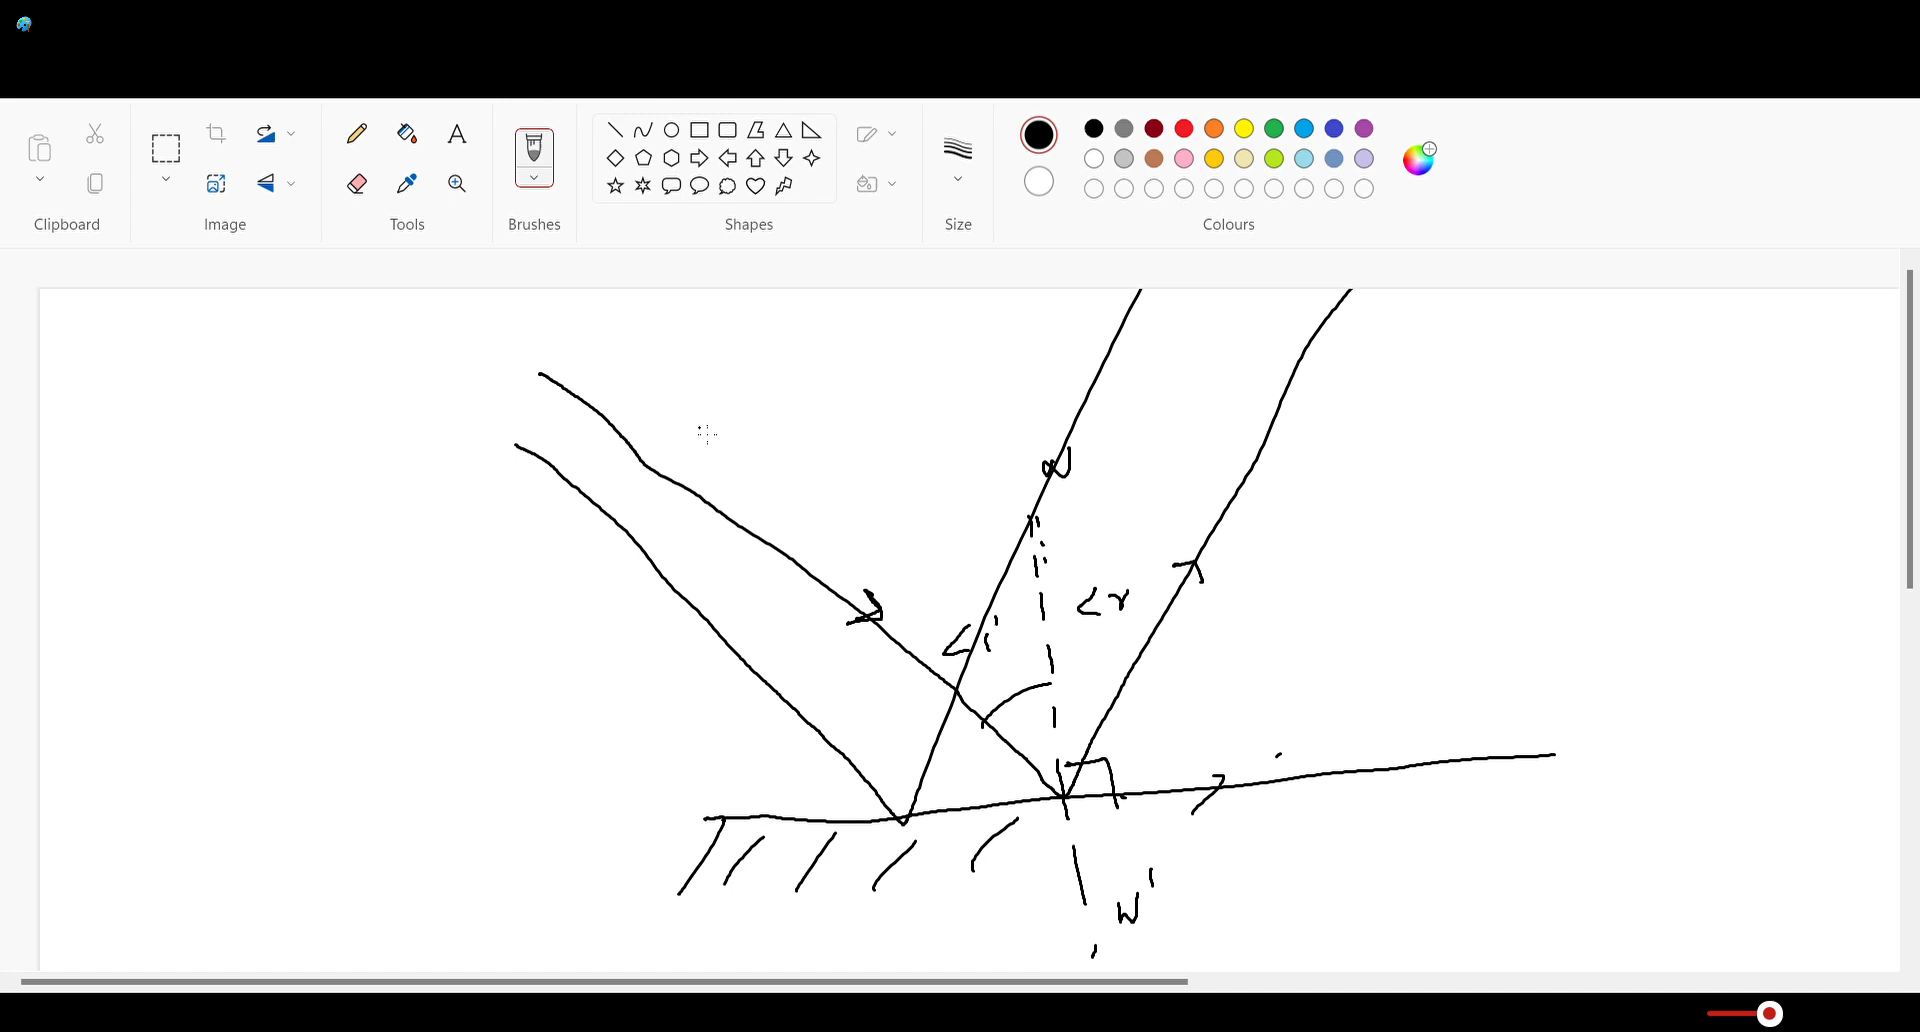 Clipboard
Image
Tools
Brushes
Shapes
Size
Colours
N
<r
<i
N'